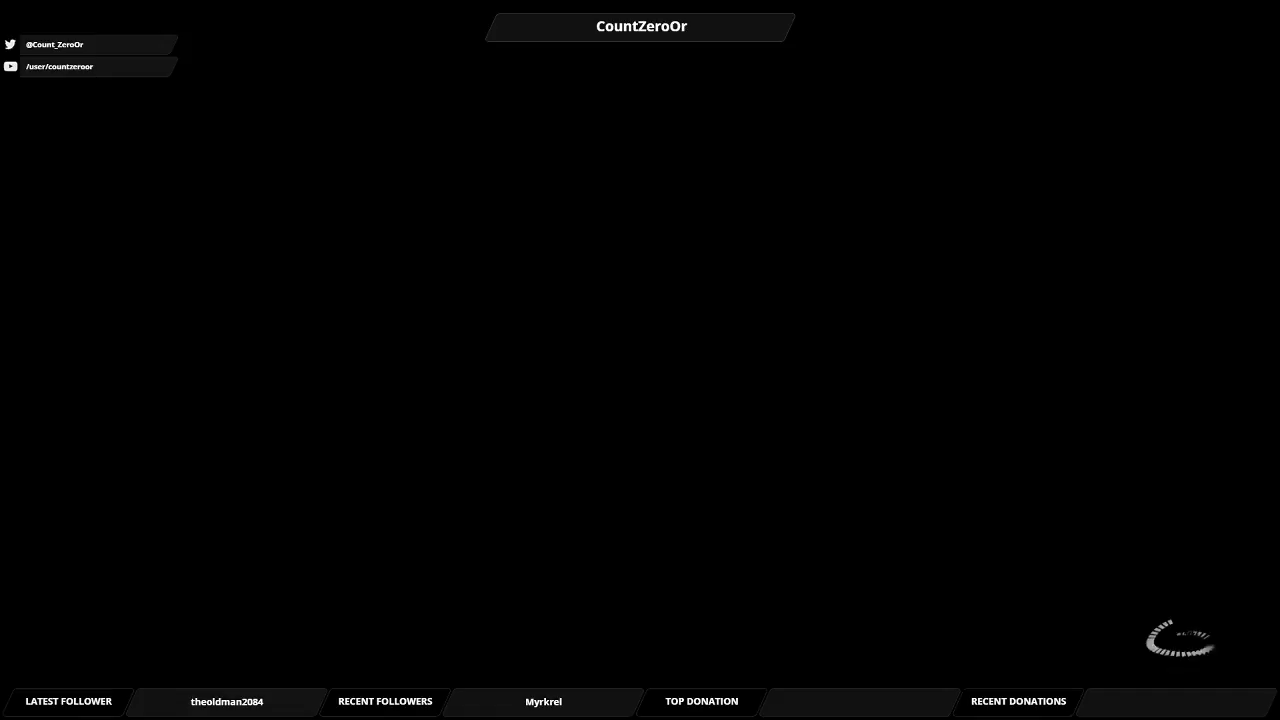 CountZeroOr
@Count_ZeroOr
/user/countzeroor
LATEST FOLLOWER
theoldman2084
RECENT FOLLOWERS
Myrkrel
TOP DONATION
RECENT DONATIONS